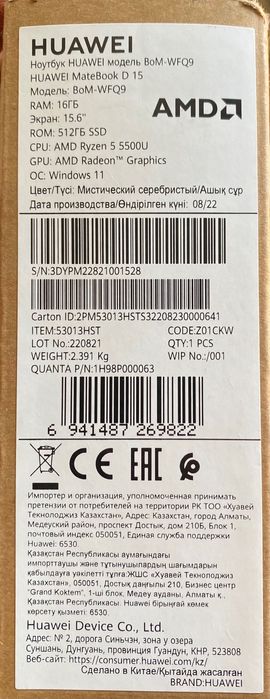 HUAWEI
Ноутбук HUAWEI модель BoM-WFQ9
HUAWEI MateBook D 15
Модель: BoM-WFQ9
RAM: 16ГБ
AMD
Экран: 15.6"
ROM: 512ГБ SSD
CPU: AMD Ryzen 5 5500U
GPU: AMD Radeon™ Graphics
ОС: Windows 11
Цвет/Түсі: Мистический серебристый/Ашық сұр
Дата производства/Өндірілген күні: 08/22
S/N:3DYPM22821001528
Carton ID:2PM53013HSTS32208230000641
ITEM:53013HST CODE:Z01CKW
LOT No.:220821 QTY:1 PCS
WEIGHT:2.391 Kg WIP No.:/001
QUANTA P/N:1H98P000063
6 941487 269822
CE EAC
Импортер и организация, уполномоченная принимать
претензии от потребителей на территории РК ТОО «Хуавей
Текнолоджиз Казахстан», Адрес: Казахстан, город Алматы,
Медеуский район, проспект Достык, дом 210Б, Блок 1,
почтовый индекс 050051, Единая служба поддержки
Huawei: 6530.
Қазақстан Республикасы аумағындағы
импорттаушы және тұтынушылардың шағымдарын
қабылдауға уәкілетті тұлға ЖШС «Хуавей Текнолоджиз
Казахстан», 050051, Достық даңғылы 210, Бизнес центр
"Grand Koktem", 1-ші блок, Медеу ауданы. Алматы қ.,
Қазақстан Республикасы. Huawei бірыңғай көмек
көрсету қызметі: 6530
Huawei Device Co., Ltd.
Адрес: № 2, дорога Синьчэн, зона у озера
Суншань, Дунгуань, провинция Гуандун, КНР, 523808
Веб-сайт: https://consumer.huawei.com/kz/
Сделано в Китае/Қытайда жасалған
BRAND:HUAWEI